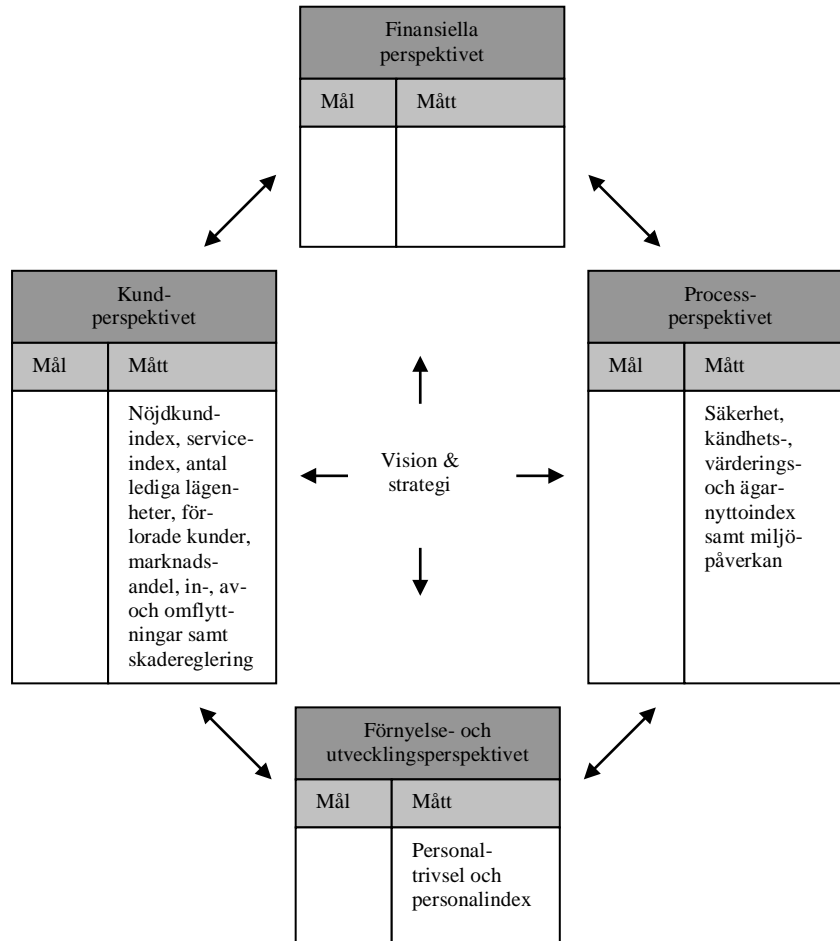 Finansiella
perspektivet
Mål Mått
Kund-
perspektivet
Mål Mått
Nöjdkund-
index, service-
index, antal
lediga lägen-
heter, för-
lorade kunder,
marknads-
andel, in-, av-
och omflytt-
ningar samt
skadereglering
Vision &
strategi
Process-
perspektivet
Mål Mått
Säkerhet,
kändhets-,
värderings-
och ägar-
nyttoindex
samt miljö-
påverkan
Förnyelse- och
utvecklingsperspektivet
Mål Mått
Personal-
trivsel och
personalindex